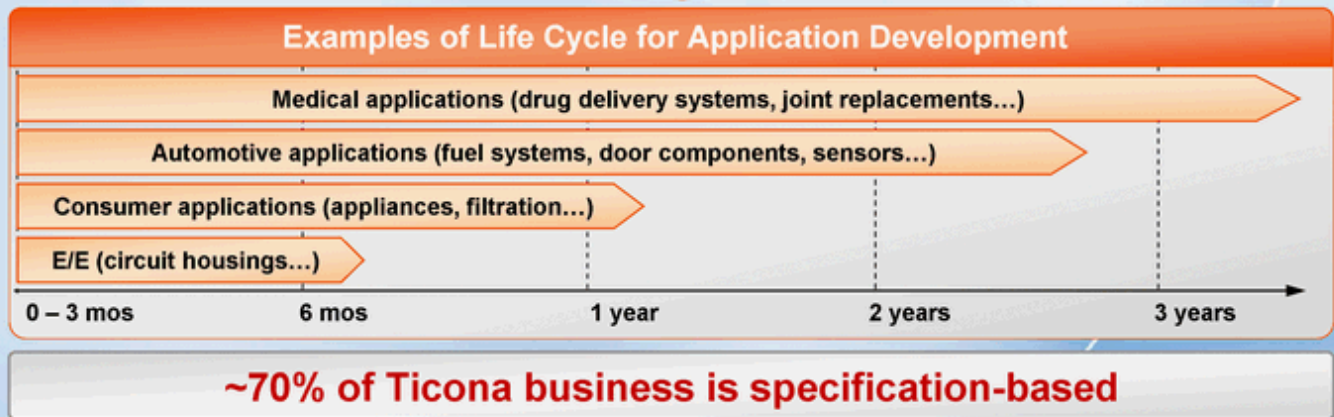 Examples of Life Cycle for Application Development
Medical applications (drug delivery systems, joint replacements...)
Automotive applications (fuel systems, door components, sensors...)
Consumer applications (appliances, filtration...)
E/E (circuit housings...)
0 – 3 mos 6 mos 1 year 2 years 3 years
~70% of Ticona business is specification-based